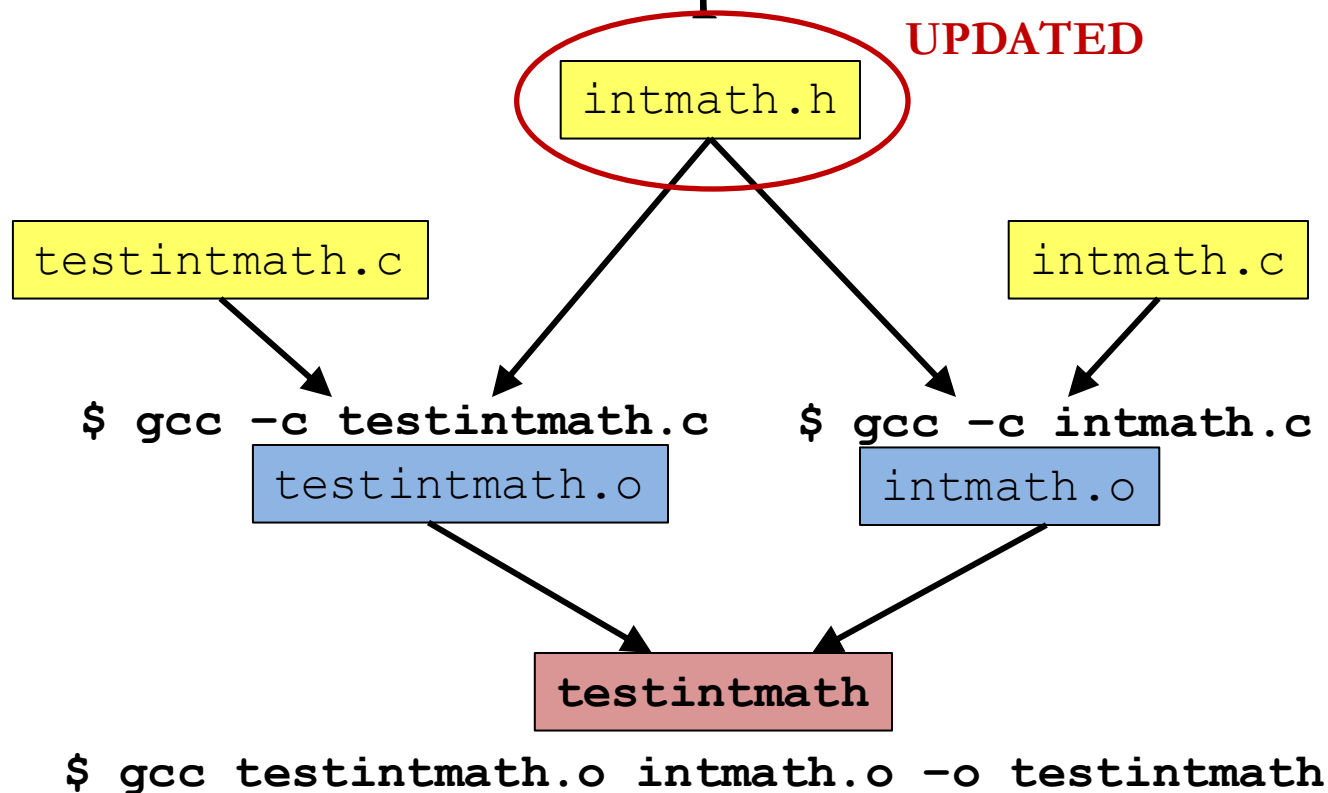 UPDATED
intmath.h
testintmath.c
intmath.c
$ gcc –c testintmath.c
$ gcc –c intmath.c
testintmath.o
intmath.o
testintmath
$ gcc testintmath.o intmath.o –o testintmath